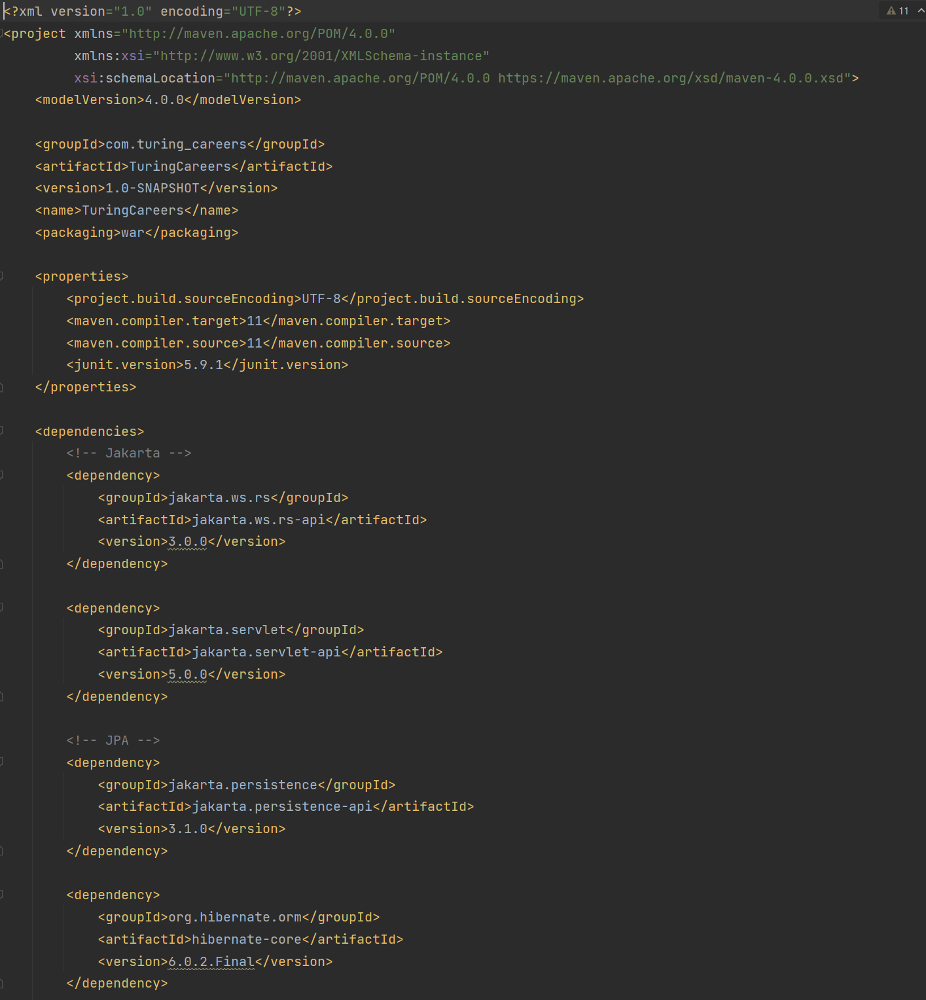 <?xml version="1.0" encoding="UTF-8"?>
11
<project xmlns="http://maven.apache.org/POM/4.0.0"
xmlns:xsi="http://www.w3.org/2001/XMLSchema-instance"
xsi:schemaLocation="http://maven.apache.org/POM/4.0.0 https://maven.apache.org/xsd/maven-4.0.0.xsd">
<modelVersion>4.0.0</modelVersion>
<groupId>com.turing_careers</groupId>
<artifactId>TuringCareers</artifactId>
<version>1.0-SNAPSHOT</version>
<name>TuringCareers</name>
<packaging>war</packaging>
<properties>
<project.build.sourceEncoding>UTF-8</project.build.sourceEncoding>
<maven.compiler.target>11</maven.compiler.target>
<maven.compiler.source>11</maven.compiler.source>
<junit.version>5.9.1</junit.version>
</properties>
<dependencies>
<!-- Jakarta -->
<dependency>
<groupId>jakarta.ws.rs</groupId>
<artifactId>jakarta.ws.rs-api</artifactId>
<version>3.0.0</version>
</dependency>
<dependency>
<groupId>jakarta.servlet</groupId>
<artifactId>jakarta.servlet-api</artifactId>
<version>5.0.0</version>
</dependency>
<!-- JPA -->
<dependency>
<groupId>jakarta.persistence</groupId>
<artifactId>jakarta.persistence-api</artifactId>
<version>3.1.0</version>
</dependency>
<dependency>
<groupId>org.hibernate.orm</groupId>
<artifactId>hibernate-core</artifactId>
<version>6.0.2.Final</version>
</dependency>